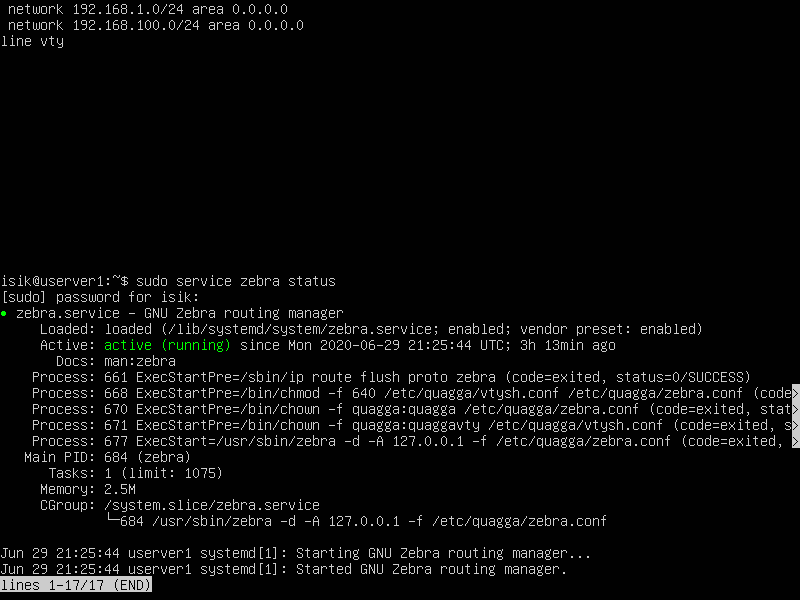 network 192.168.1.0/24 area 0.0.0.0
network 192.168.100.0/24 area 0.0.0.0
line vty
isik@userver1:~$ sudo service zebra status
[sudo] password for isik:
● zebra.service - GNU Zebra routing manager
Loaded: loaded (/lib/systemd/system/zebra.service; enabled; vendor preset: enabled)
Active: active (running) since Mon 2020-06-29 21:25:44 UTC; 3h 13min ago
Docs: man:zebra
Process: 661 ExecStartPre=/sbin/ip route flush proto zebra (code=exited, status=0/SUCCESS)
Process: 668 ExecStartPre=/bin/chmod -f 640 /etc/quagga/vtysh.conf /etc/quagga/zebra.conf (code>
Process: 670 ExecStartPre=/bin/chown -f quagga:quagga /etc/quagga/zebra.conf (code=exited, stat>
Process: 671 ExecStartPre=/bin/chown -f quagga:quaggavty /etc/quagga/vtysh.conf (code=exited, s>
Process: 677 ExecStart=/usr/sbin/zebra -d -A 127.0.0.1 -f /etc/quagga/zebra.conf (code=exited, >
Main PID: 684 (zebra)
Tasks: 1 (limit: 1075)
Memory: 2.5M
CGroup: /system.slice/zebra.service
└─684 /usr/sbin/zebra -d -A 127.0.0.1 -f /etc/quagga/zebra.conf
Jun 29 21:25:44 userver1 systemd[1]: Starting GNU Zebra routing manager...
Jun 29 21:25:44 userver1 systemd[1]: Started GNU Zebra routing manager.
lines 1-17/17 (END)